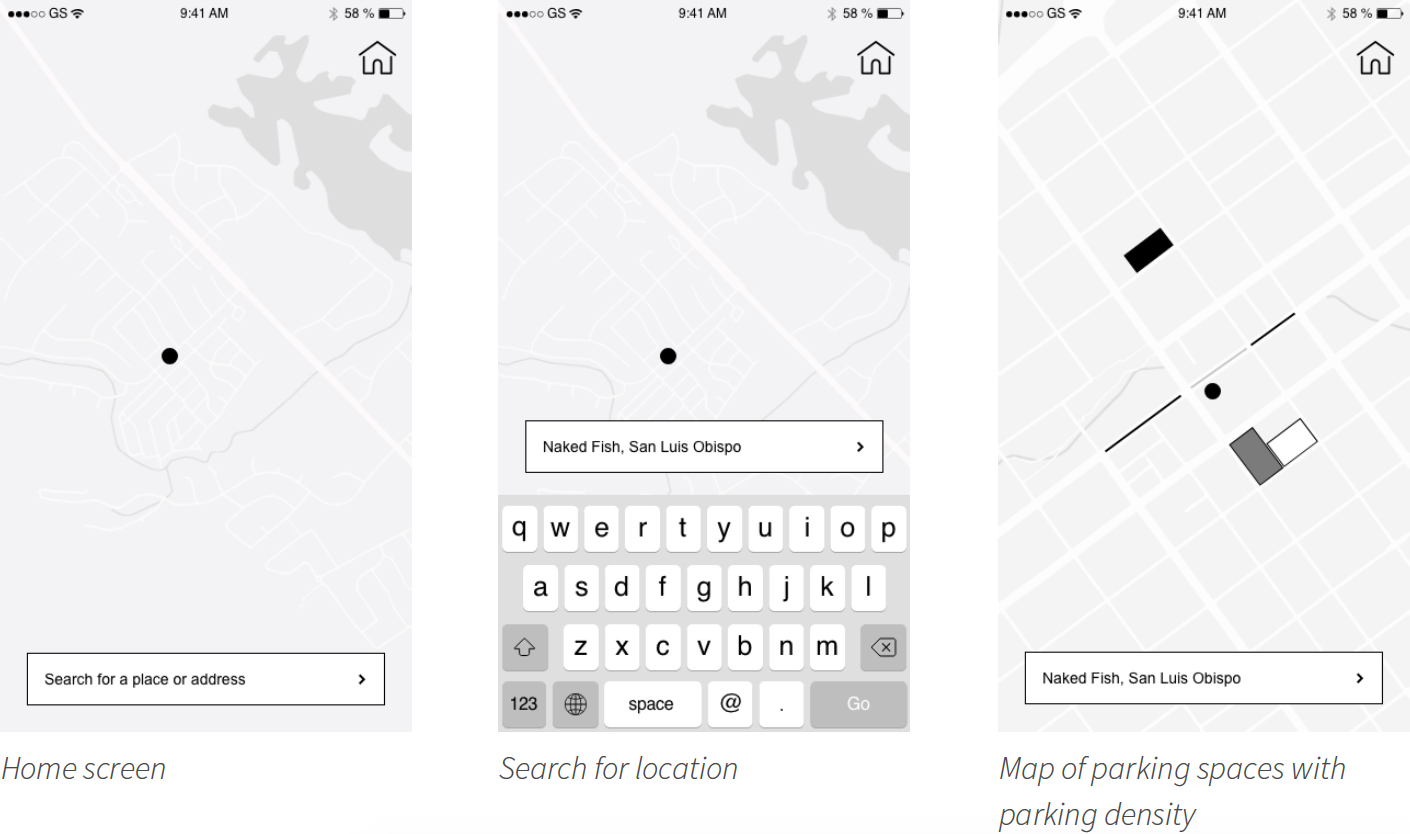 GS 9:41 AM 58 %
Search for a place or address
Home screen
GS 9:41 AM 58 %
Naked Fish, San Luis Obispo
q w e r t y u i o p
a s d f g h j k l
z x c v b n m
123 space @ . Go
Search for location
GS 9:41 AM 58 %
Naked Fish, San Luis Obispo
Map of parking spaces with
parking density